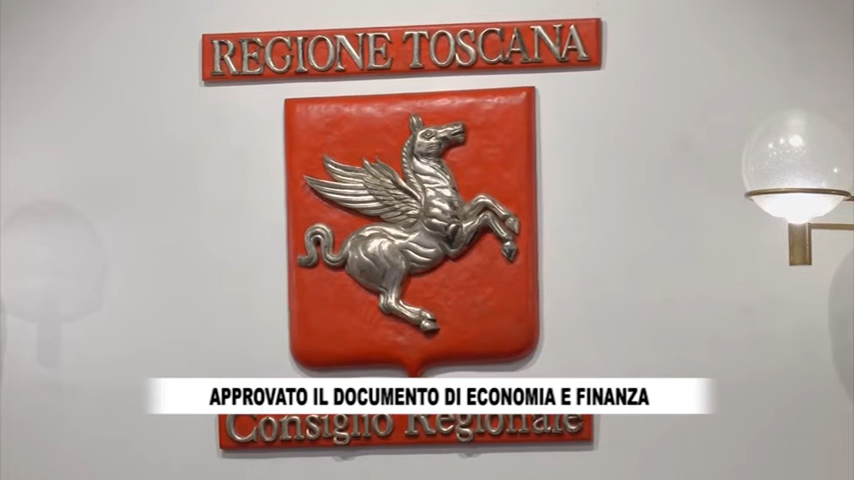 REGIONE TOSCANA
APPROVATO IL DOCUMENTO DI ECONOMIA E FINANZA
Consiglio Regionale